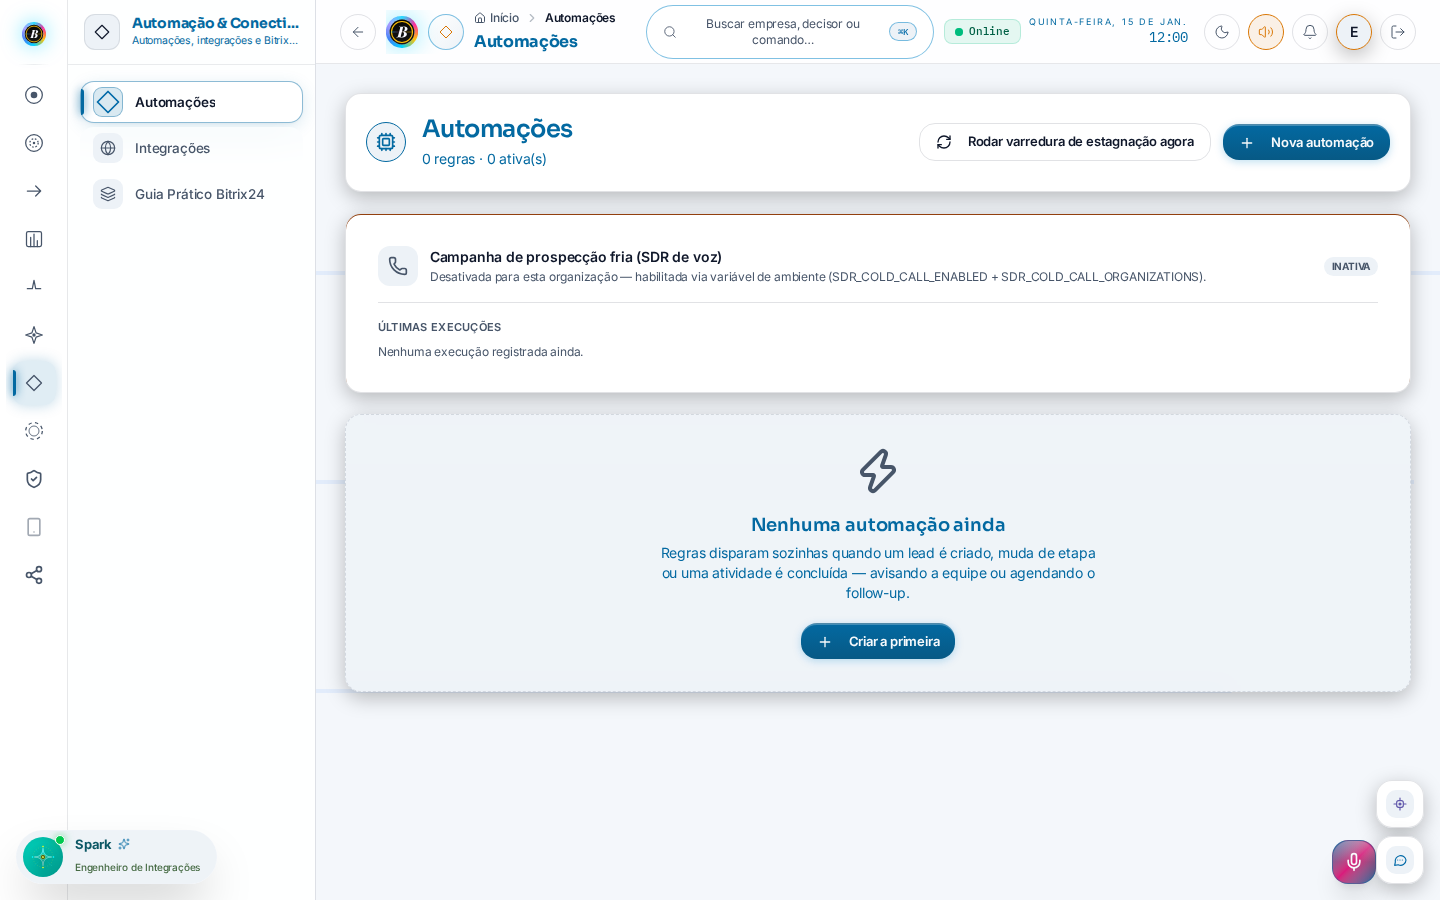 Automação & Conecti...
Automações, integrações e Bitrix...
Automações
Integrações
Guia Prático Bitrix24
Início
Automações
Automações
Buscar empresa, decisor ou
comando...
⌘K
Online
QUINTA-FEIRA, 15 DE JAN.
12:00
E
Automações
0 regras · 0 ativa(s)
Rodar varredura de estagnação agora
Nova automação
Campanha de prospecção fria (SDR de voz)
Desativada para esta organização — habilitada via variável de ambiente (SDR_COLD_CALL_ENABLED + SDR_COLD_CALL_ORGANIZATIONS).
INATIVA
ÚLTIMAS EXECUÇÕES
Nenhuma execução registrada ainda.
Nenhuma automação ainda
Regras disparam sozinhas quando um lead é criado, muda de etapa
ou uma atividade é concluída — avisando a equipe ou agendando o
follow-up.
Criar a primeira
Spark
Engenheiro de Integrações
B
B